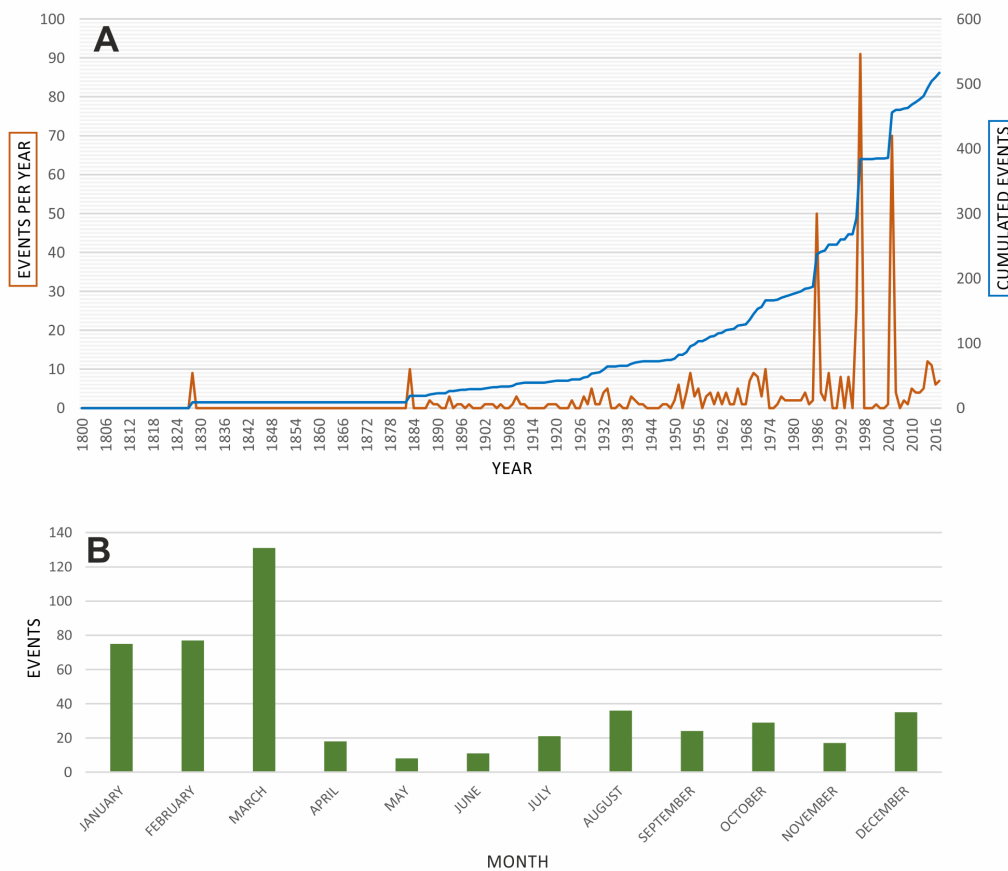 A
100
90
80
70
60
50
40
30
20
10
0
EVENTS PER YEAR
600
500
400
300
200
100
0
CUMULATED EVENTS
1800 1806 1812 1818 1824 1830 1836 1842 1848 1854 1860 1866 1872 1878 1884 1890 1896 1902 1908 1914 1920 1926 1932 1938 1944 1950 1956 1962 1968 1974 1980 1986 1992 1998 2004 2010 2016
YEAR
B
140
120
100
80
60
40
20
0
EVENTS
JANUARY FEBRUARY MARCH APRIL MAY JUNE JULY AUGUST SEPTEMBER OCTOBER NOVEMBER DECEMBER
MONTH